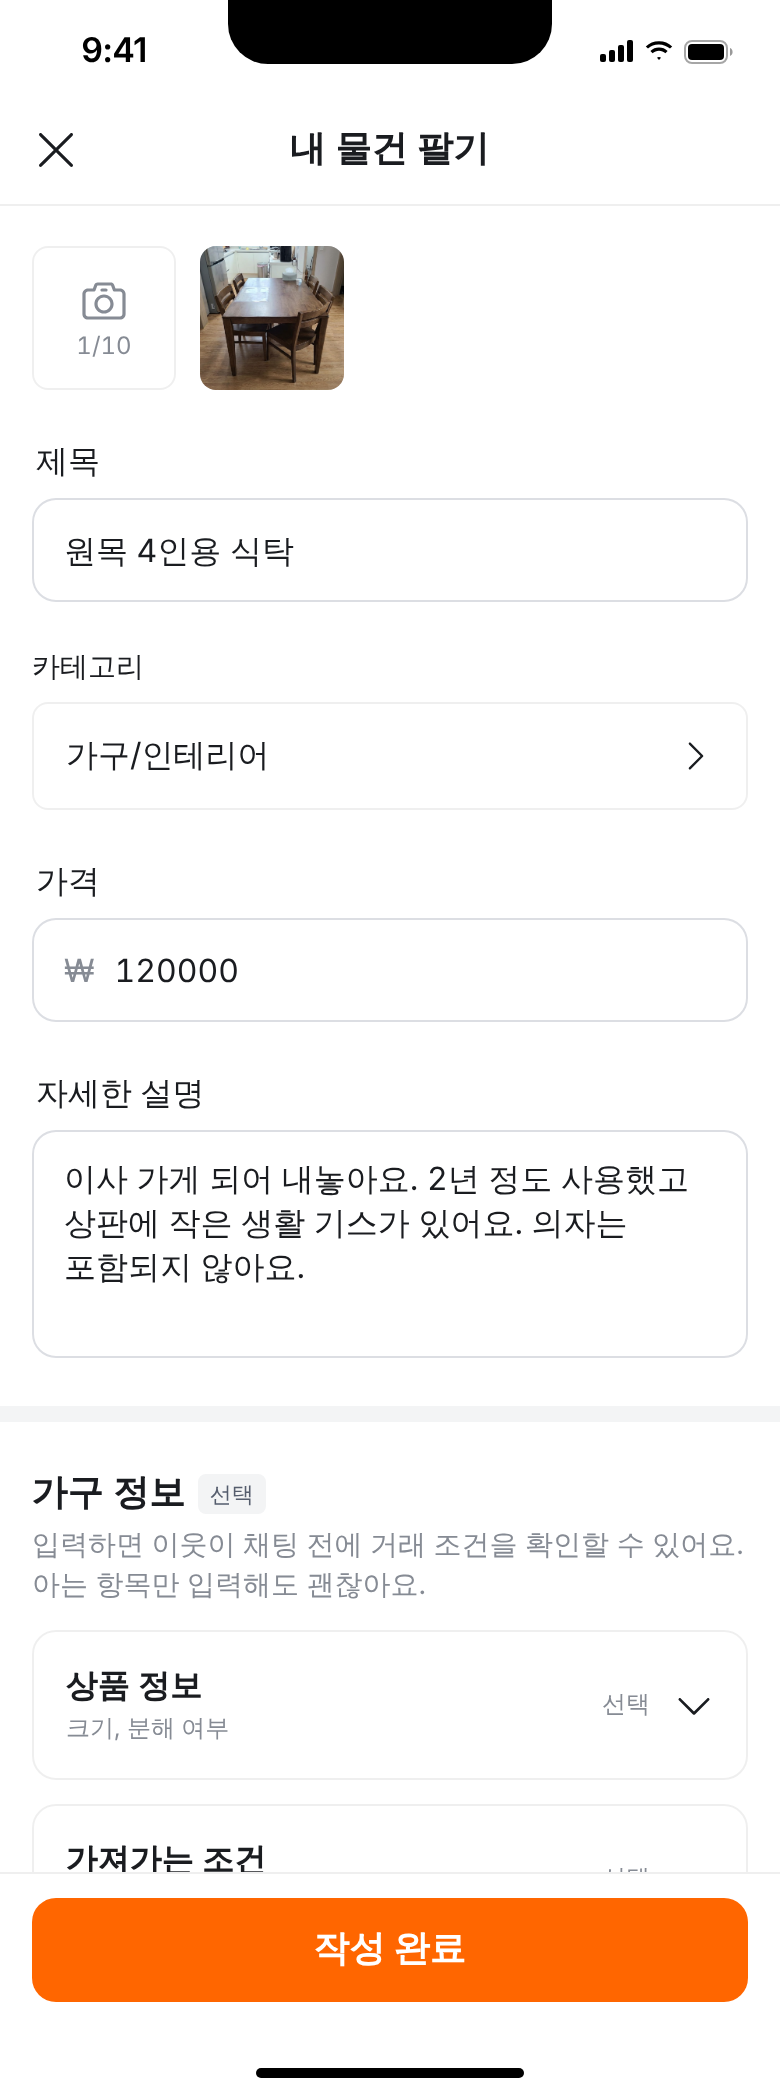 9:41
내 물건 팔기
1/10
제목
원목 4인용 식탁
카테고리
가구/인테리어
가격
₩ 120000
자세한 설명
이사 가게 되어 내놓아요. 2년 정도 사용했고
상판에 작은 생활 기스가 있어요. 의자는
포함되지 않아요.
가구 정보 선택
입력하면 이웃이 채팅 전에 거래 조건을 확인할 수 있어요.
아는 항목만 입력해도 괜찮아요.
상품 정보
크기, 분해 여부
선택
가져가는 조건
선택
작성 완료